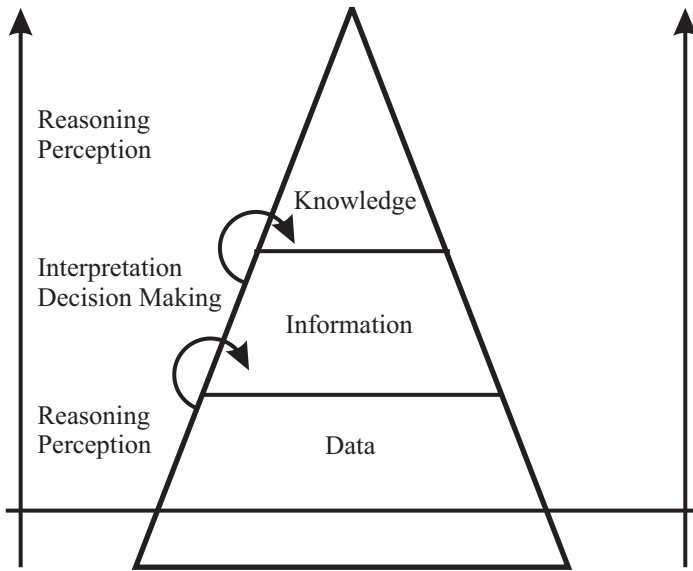 Reasoning
Perception
Knowledge
Interpretation
Decision Making
Information
Reasoning
Perception
Data